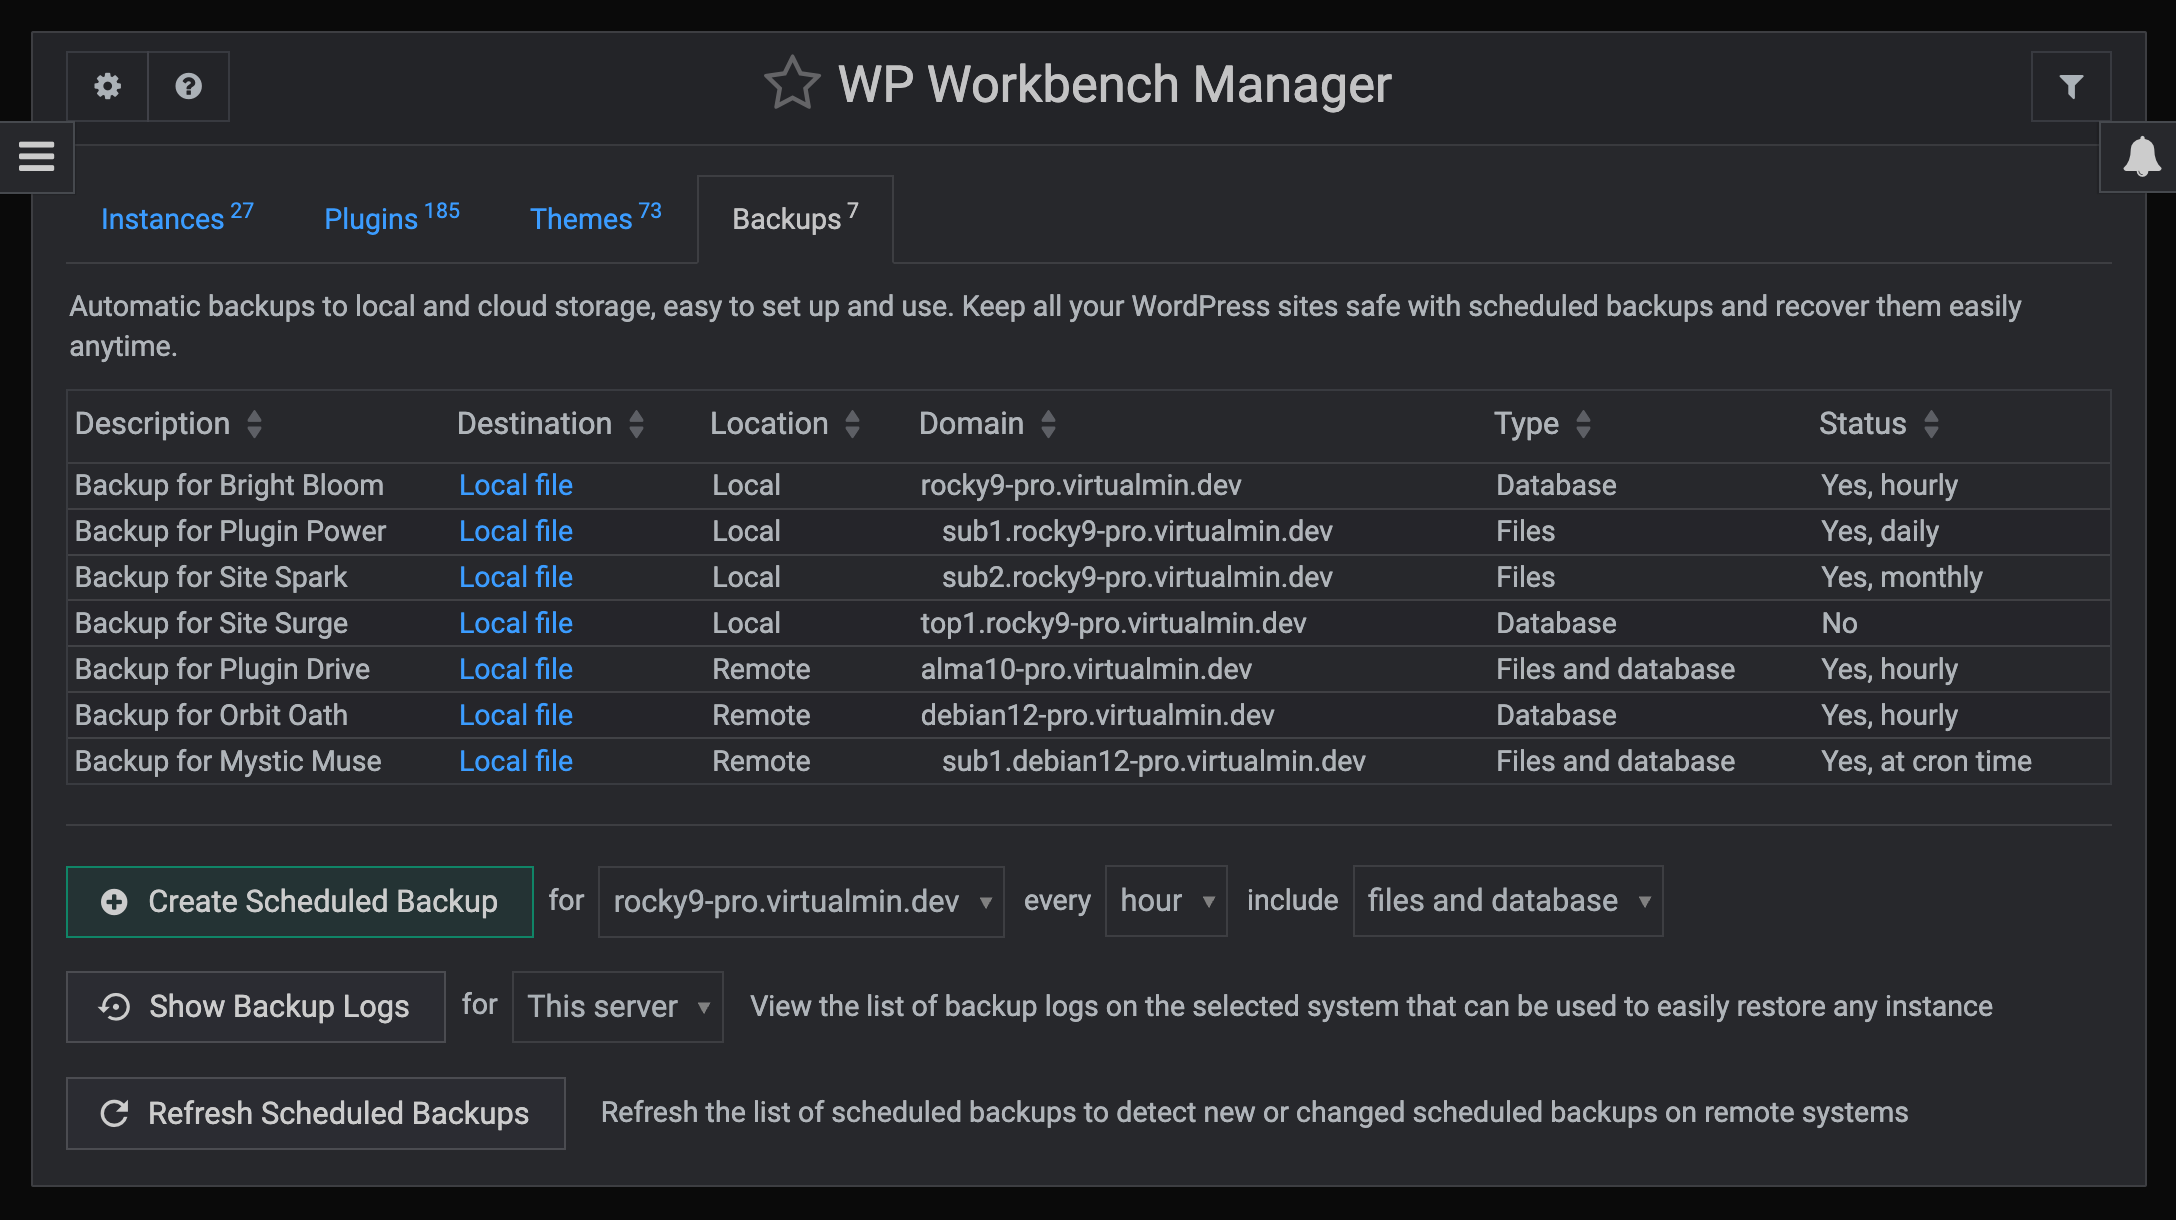 WP Workbench Manager
Instances 27 Plugins 185 Themes 73 Backups 7
Automatic backups to local and cloud storage, easy to set up and use. Keep all your WordPress sites safe with scheduled backups and recover them easily
anytime.
Description Destination Location Domain Type Status
Backup for Bright Bloom Local file Local rocky9-pro.virtualmin.dev Database Yes, hourly
Backup for Plugin Power Local file Local sub1.rocky9-pro.virtualmin.dev Files Yes, daily
Backup for Site Spark Local file Local sub2.rocky9-pro.virtualmin.dev Files Yes, monthly
Backup for Site Surge Local file Local top1.rocky9-pro.virtualmin.dev Database No
Backup for Plugin Drive Local file Remote alma10-pro.virtualmin.dev Files and database Yes, hourly
Backup for Orbit Oath Local file Remote debian12-pro.virtualmin.dev Database Yes, hourly
Backup for Mystic Muse Local file Remote sub1.debian12-pro.virtualmin.dev Files and database Yes, at cron time
Create Scheduled Backup for rocky9-pro.virtualmin.dev every hour include files and database
Show Backup Logs for This server View the list of backup logs on the selected system that can be used to easily restore any instance
Refresh Scheduled Backups Refresh the list of scheduled backups to detect new or changed scheduled backups on remote systems